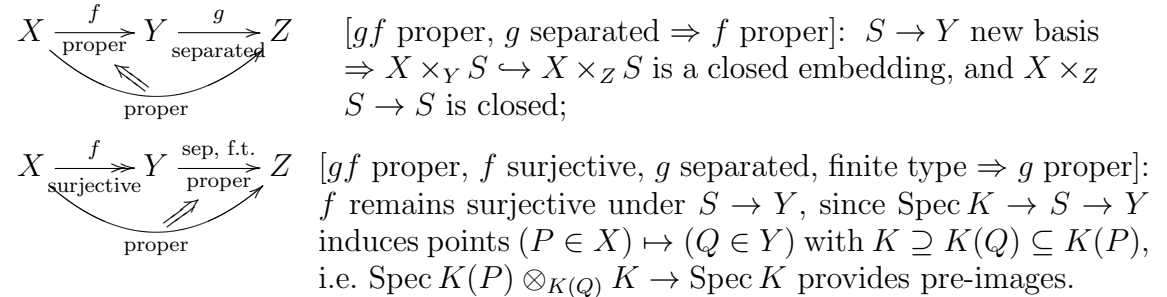 X f Y g Z
proper separated
proper
[gf proper, g separated ⇒ f proper]: S → Y new basis
⇒ X ×_Y S ↪ X ×_Z S is a closed embedding, and X ×_Z
S → S is closed;
X f Y sep, f.t. Z
surjective proper
proper
[gf proper, f surjective, g separated, finite type ⇒ g proper]:
f remains surjective under S → Y, since Spec K → S → Y
induces points (P ∈ X) ↦ (Q ∈ Y) with K ⊇ K(Q) ⊆ K(P),
i.e. Spec K(P) ⊗_{K(Q)} K → Spec K provides pre-images.